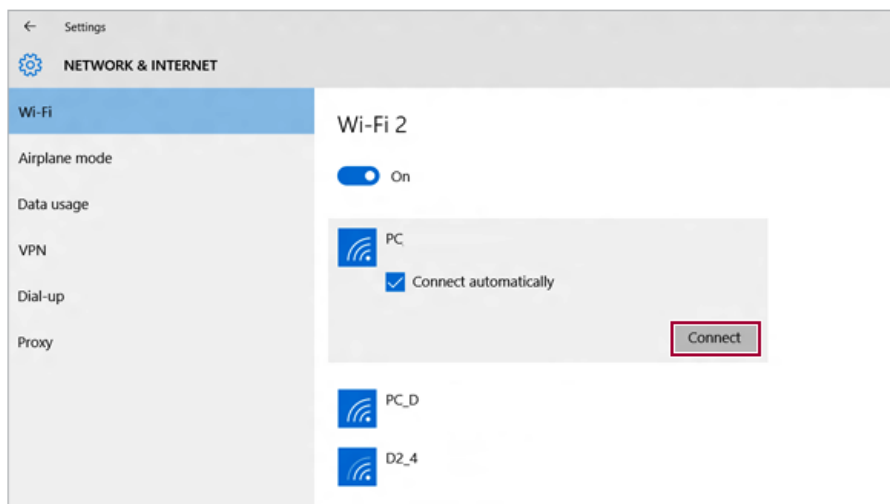 Settings
NETWORK & INTERNET
Wi-Fi
Airplane mode
Data usage
VPN
Dial-up
Proxy
Wi-Fi 2
On
PC
Connect automatically
Connect
PC_D
D2_4